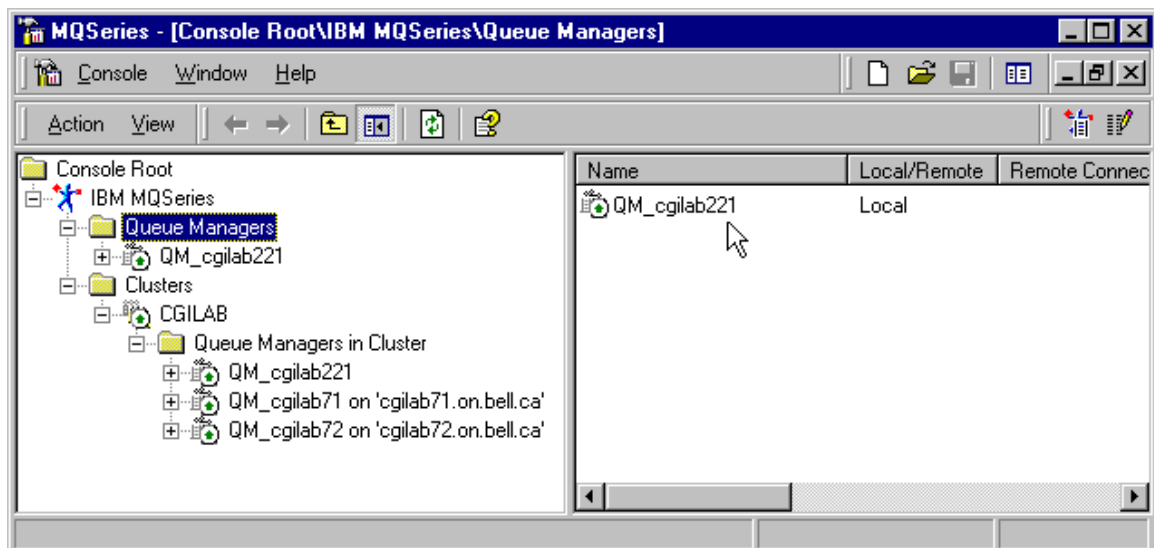 MQSeries - [Console Root\IBM MQSeries\Queue Managers]
Console Window Help
Action View
Console Root
IBM MQSeries
Queue Managers
QM_cgilab221
Clusters
CGILAB
Queue Managers in Cluster
QM_cgilab221
QM_cgilab71 on 'cgilab71.on.bell.ca'
QM_cgilab72 on 'cgilab72.on.bell.ca'
Name Local/Remote Remote Connec
QM_cgilab221 Local